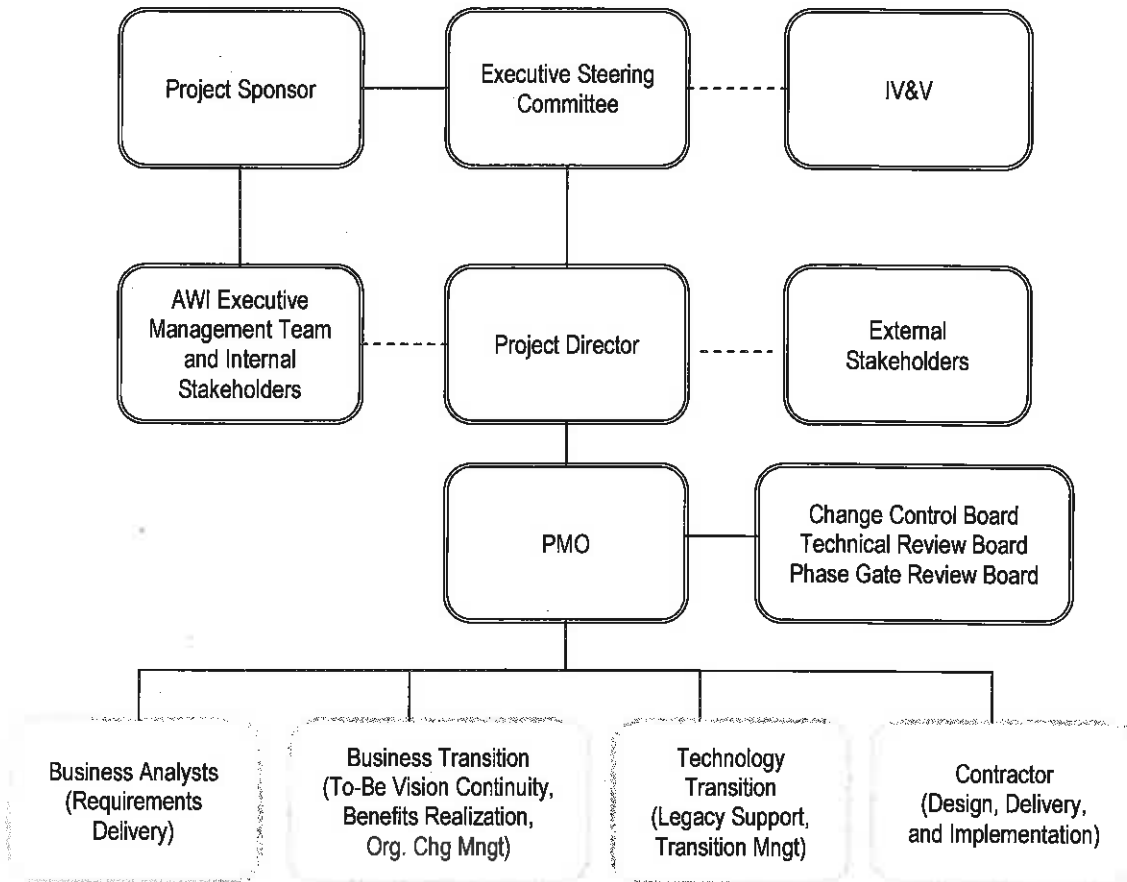 Project Sponsor
Executive Steering
Committee
IV&V
AWI Executive
Management Team
and Internal
Stakeholders
Project Director
External
Stakeholders
PMO
Change Control Board
Technical Review Board
Phase Gate Review Board
Business Analysts
(Requirements
Delivery)
Business Transition
(To-Be Vision Continuity,
Benefits Realization,
Org. Chg Mngt)
Technology
Transition
(Legacy Support,
Transition Mngt)
Contractor
(Design, Delivery,
and Implementation)